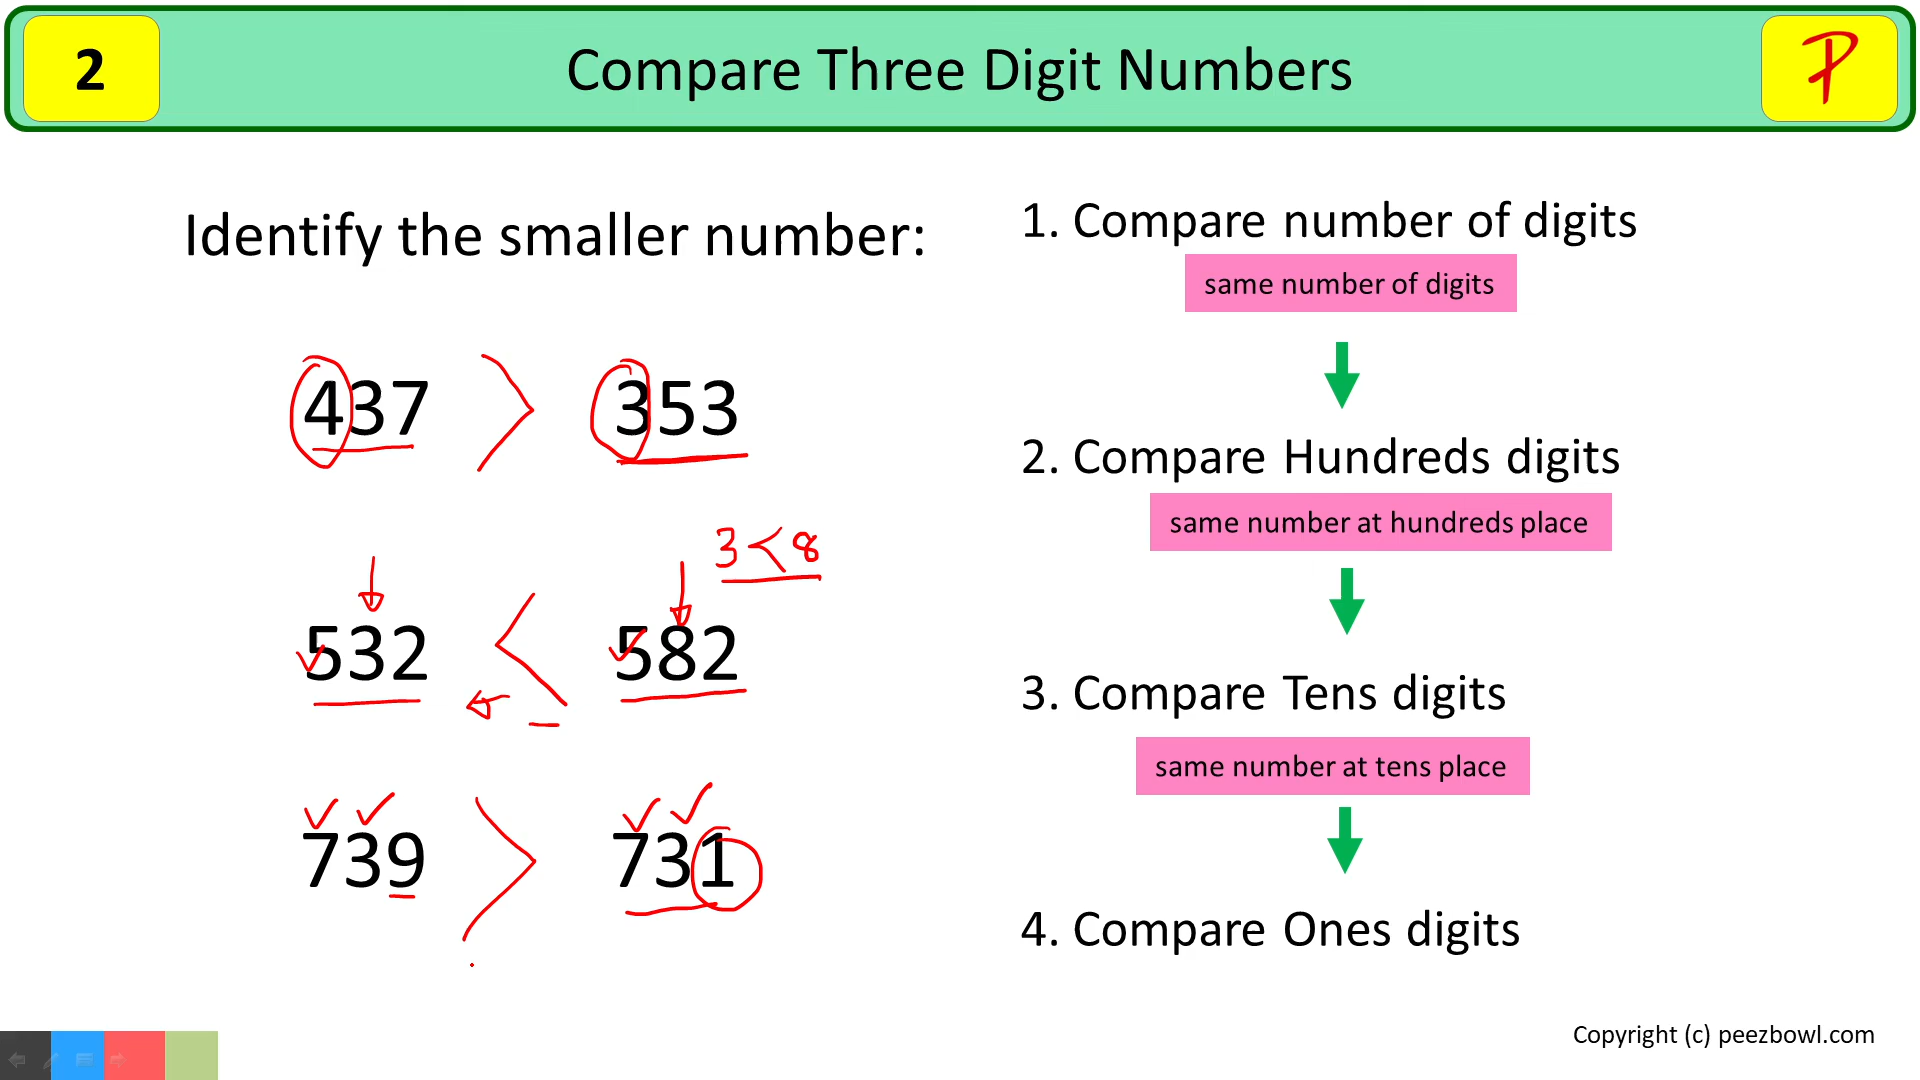 2
Compare Three Digit Numbers
P
Identify the smaller number:
437 > 353
3 < 8
532 < 582
739 > 731
1. Compare number of digits
same number of digits
2. Compare Hundreds digits
same number at hundreds place
3. Compare Tens digits
same number at tens place
4. Compare Ones digits
Copyright (c) peezbowl.com